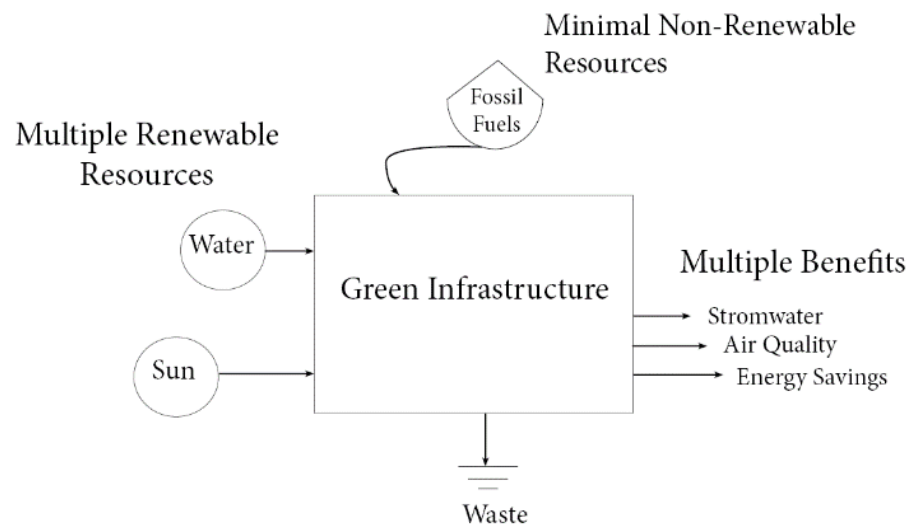 Minimal Non-Renewable
Resources
Fossil
Fuels
Multiple Renewable
Resources
Water
Green Infrastructure
Multiple Benefits
Stromwater
Air Quality
Energy Savings
Sun
Waste